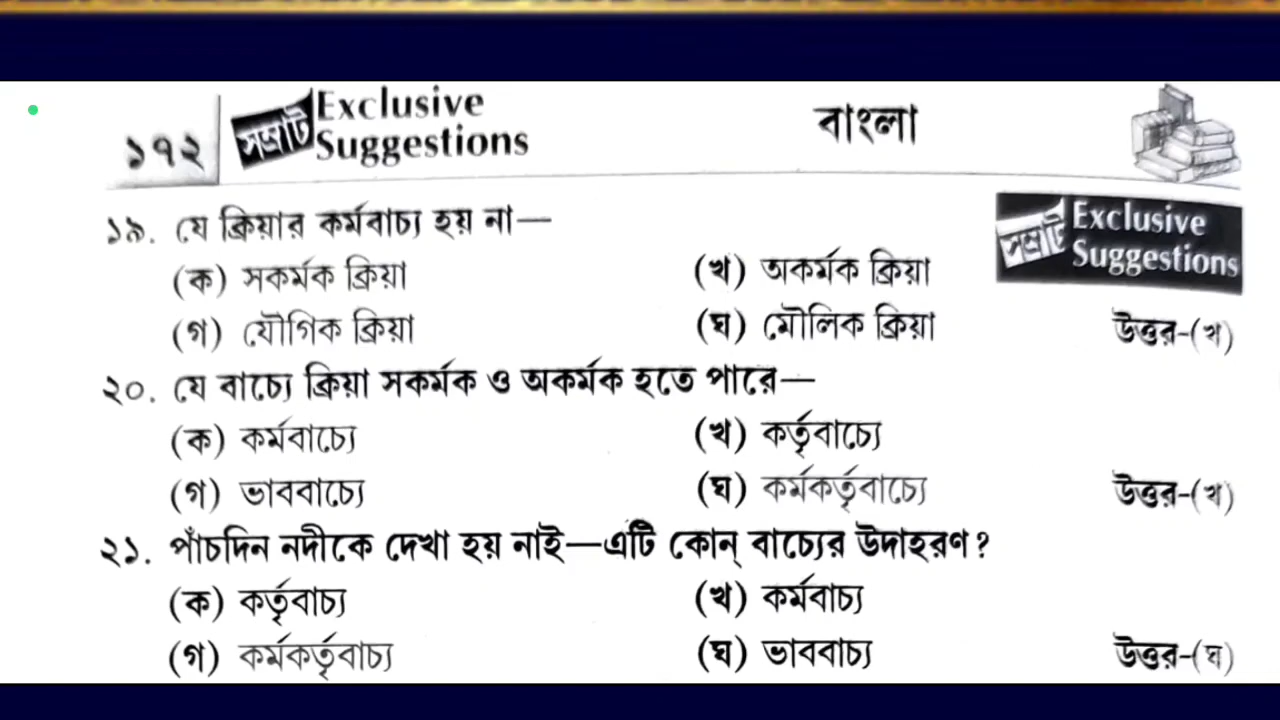 ১৭২ সম্রাট Exclusive Suggestions বাংলা
সম্রাট Exclusive Suggestions
১৯. যে ক্রিয়ার কর্মবাচ্য হয় না—
(ক) সকর্মক ক্রিয়া (খ) অকর্মক ক্রিয়া
(গ) যৌগিক ক্রিয়া (ঘ) মৌলিক ক্রিয়া উত্তর-(খ)
২০. যে বাচ্যে ক্রিয়া সকর্মক ও অকর্মক হতে পারে—
(ক) কর্মবাচ্যে (খ) কর্তৃবাচ্যে
(গ) ভাববাচ্যে (ঘ) কর্মকর্তৃবাচ্যে উত্তর-(খ)
২১. পাঁচদিন নদীকে দেখা হয় নাই—এটি কোন্ বাচ্যের উদাহরণ?
(ক) কর্তৃবাচ্য (খ) কর্মবাচ্য
(গ) কর্মকর্তৃবাচ্য (ঘ) ভাববাচ্য উত্তর-(ঘ)